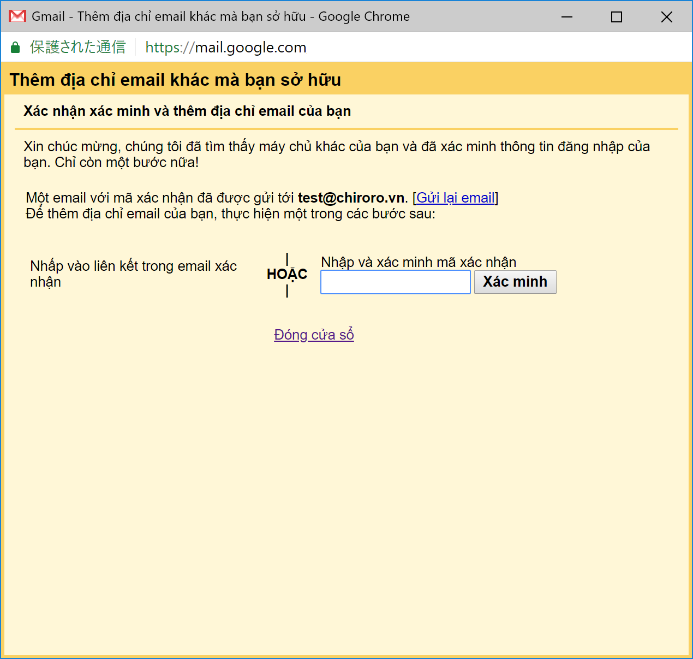 Gmail - Thêm địa chỉ email khác mà bạn sở hữu - Google Chrome
保護された通信 https://mail.google.com
Thêm địa chỉ email khác mà bạn sở hữu
Xác nhận xác minh và thêm địa chỉ email của bạn
Xin chúc mừng, chúng tôi đã tìm thấy máy chủ khác của bạn và đã xác minh thông tin đăng nhập của
bạn. Chỉ còn một bước nữa!
Một email với mã xác nhận đã được gửi tới test@chiroro.vn. [Gửi lại email]
Để thêm địa chỉ email của bạn, thực hiện một trong các bước sau:
Nhấp vào liên kết trong email xác
nhận
HOẶC
Nhập và xác minh mã xác nhận
Xác minh
Đóng cửa sổ